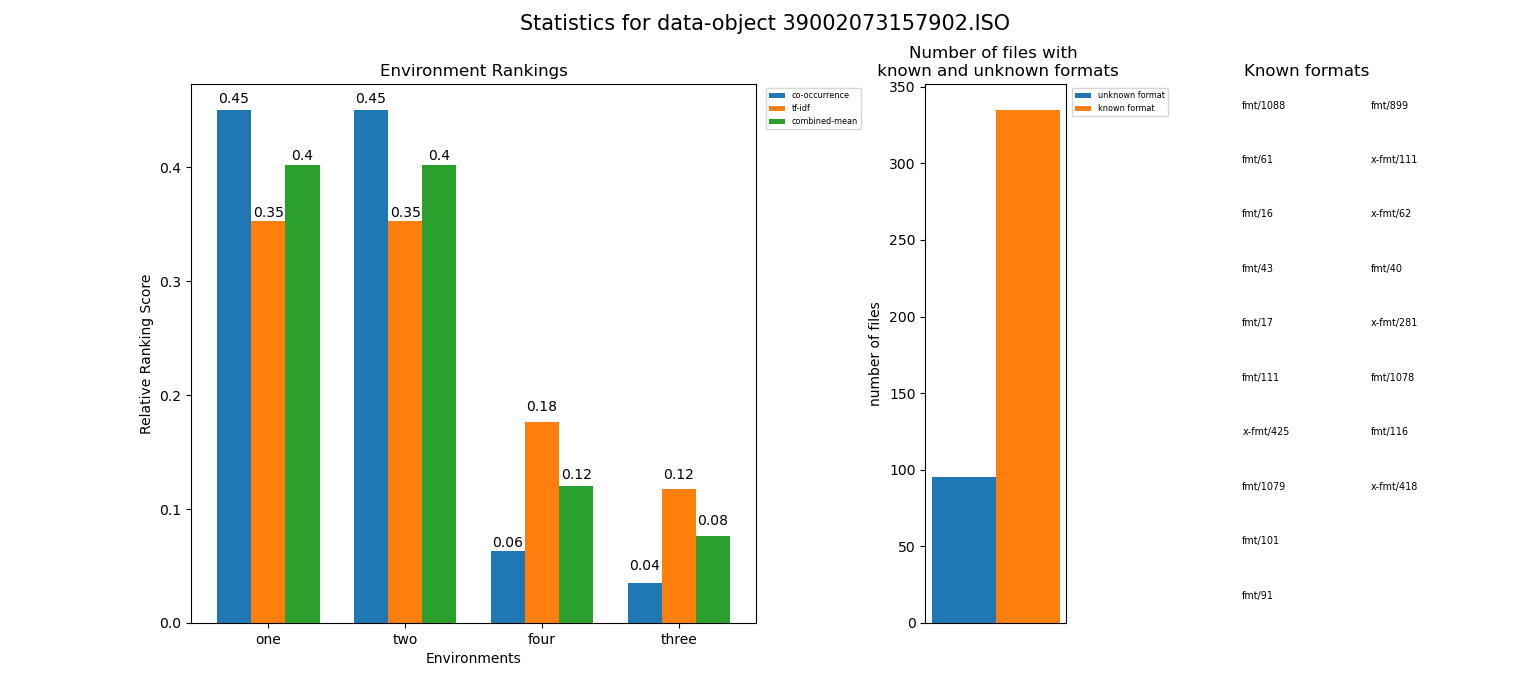 Statistics for data-object 39002073157902.ISO
Environment Rankings
co-occurrence
tf-idf
combined-mean
0.45
0.45
0.4
0.4
0.35
0.35
0.18
0.12
0.12
0.06
0.08
0.04
0.4
0.3
0.2
0.1
0.0
Relative Ranking Score
one
two
four
three
Environments
Number of files with
known and unknown formats
unknown format
known format
350
300
250
200
150
100
50
0
number of files
Known formats
fmt/1088
fmt/899
fmt/61
x-fmt/111
fmt/16
x-fmt/62
fmt/43
fmt/40
fmt/17
x-fmt/281
fmt/111
fmt/1078
x-fmt/425
fmt/116
fmt/1079
x-fmt/418
fmt/101
fmt/91